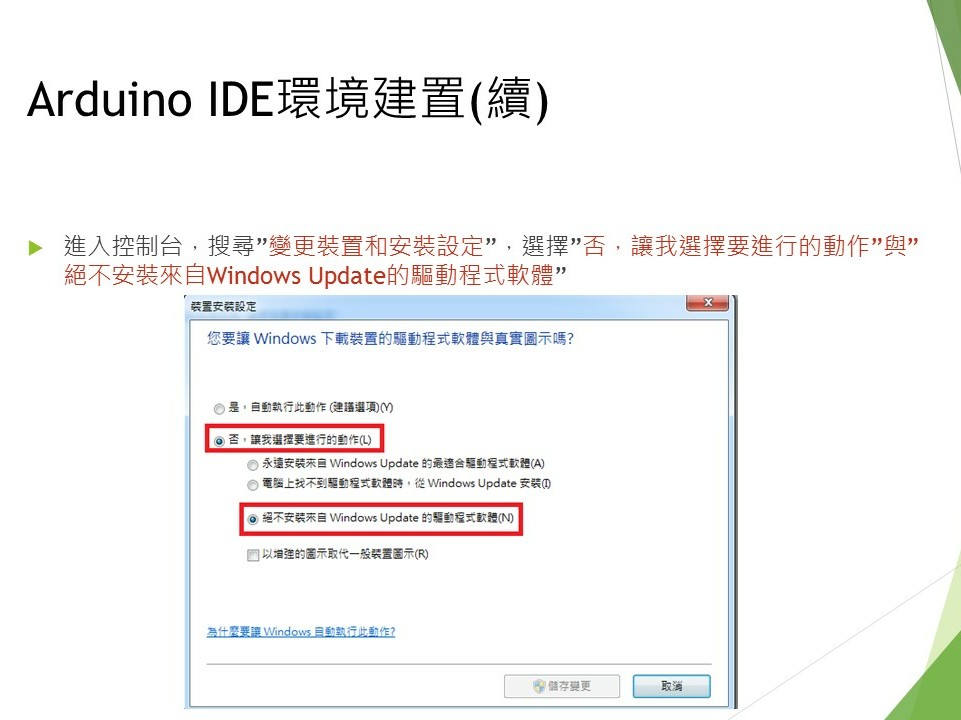 Arduino IDE環境建置(續)
進入控制台，搜尋”變更裝置和安裝設定”，選擇”否，讓我選擇要進行的動作”與”
絕不安裝來自Windows Update的驅動程式軟體”
裝置安裝設定
您要讓 Windows 下載裝置的驅動程式軟體與真實圖示嗎?
是，自動執行此動作 (建議選項)(Y)
否，讓我選擇要進行的動作(L)
永遠安裝來自 Windows Update 的最適合驅動程式軟體(A)
電腦上找不到驅動程式軟體時，從 Windows Update 安裝(I)
絕不安裝來自 Windows Update 的驅動程式軟體(N)
以增強的圖示取代一般裝置圖示(R)
為什麼要讓 Windows 自動執行此動作?
儲存變更
取消